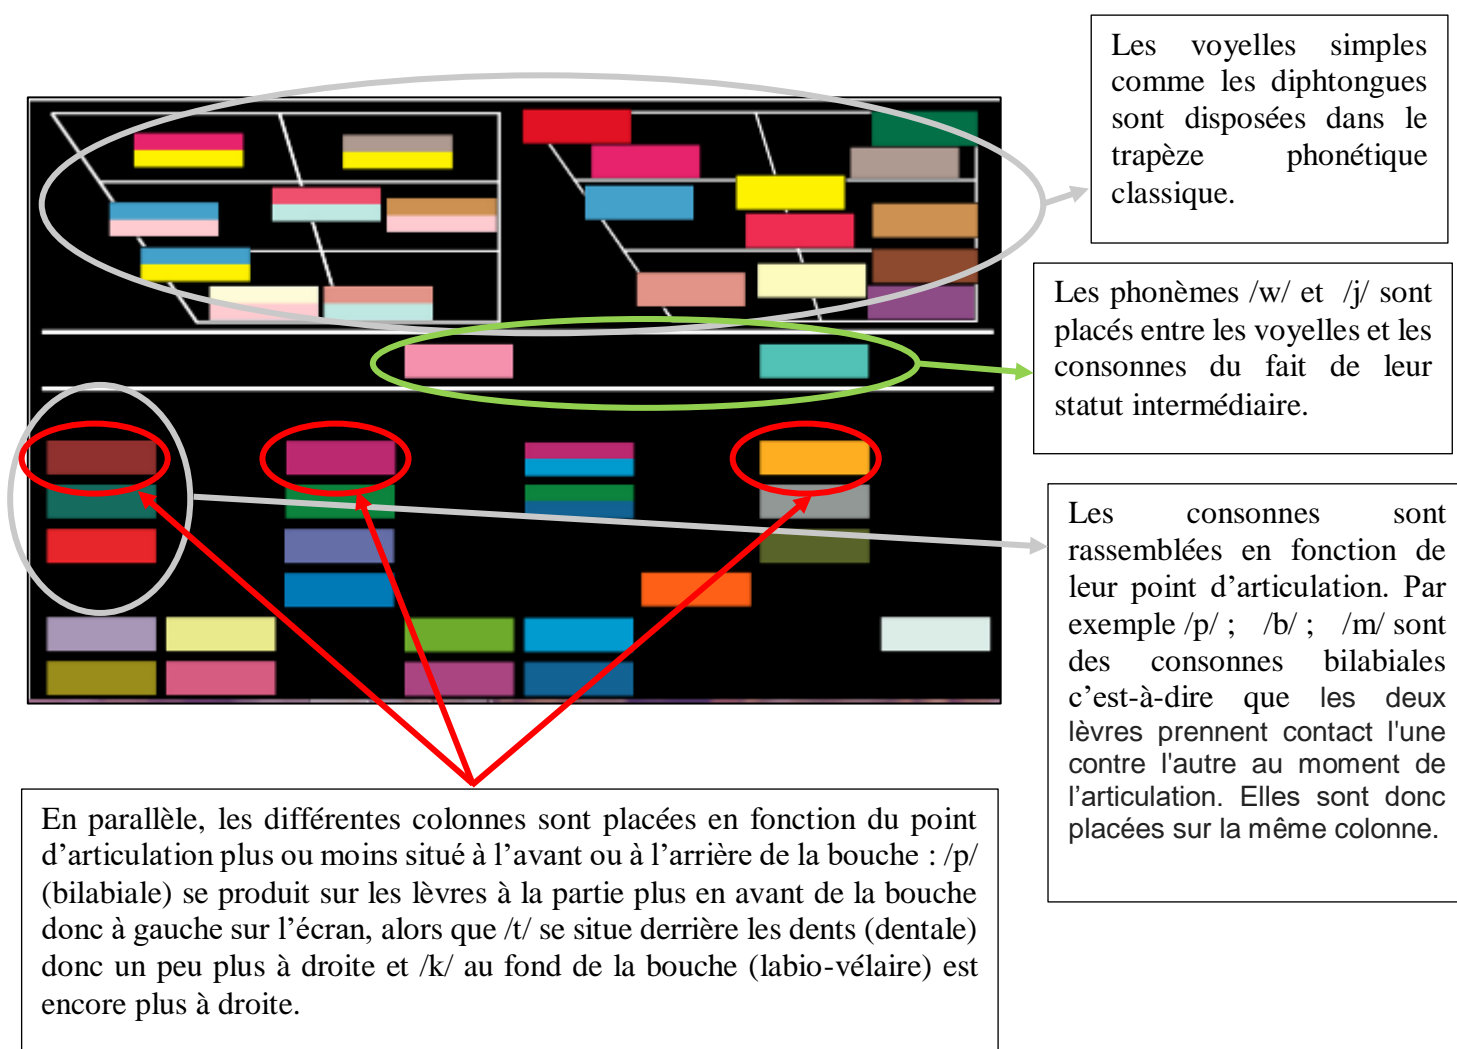 Les voyelles simples
comme les diphtongues
sont disposées dans le
trapèze phonétique
classique.
Les phonèmes /w/ et /j/ sont
placés entre les voyelles et les
consonnes du fait de leur
statut intermédiaire.
Les consonnes sont
rassemblées en fonction de
leur point d’articulation. Par
exemple /p/ ; /b/ ; /m/ sont
des consonnes bilabiales
c’est-à-dire que les deux
lèvres prennent contact l'une
contre l'autre au moment de
l’articulation. Elles sont donc
placées sur la même colonne.
En parallèle, les différentes colonnes sont placées en fonction du point
d’articulation plus ou moins situé à l’avant ou à l’arrière de la bouche : /p/
(bilabiale) se produit sur les lèvres à la partie plus en avant de la bouche
donc à gauche sur l’écran, alors que /t/ se situe derrière les dents (dentale)
donc un peu plus à droite et /k/ au fond de la bouche (labio-vélaire) est
encore plus à droite.